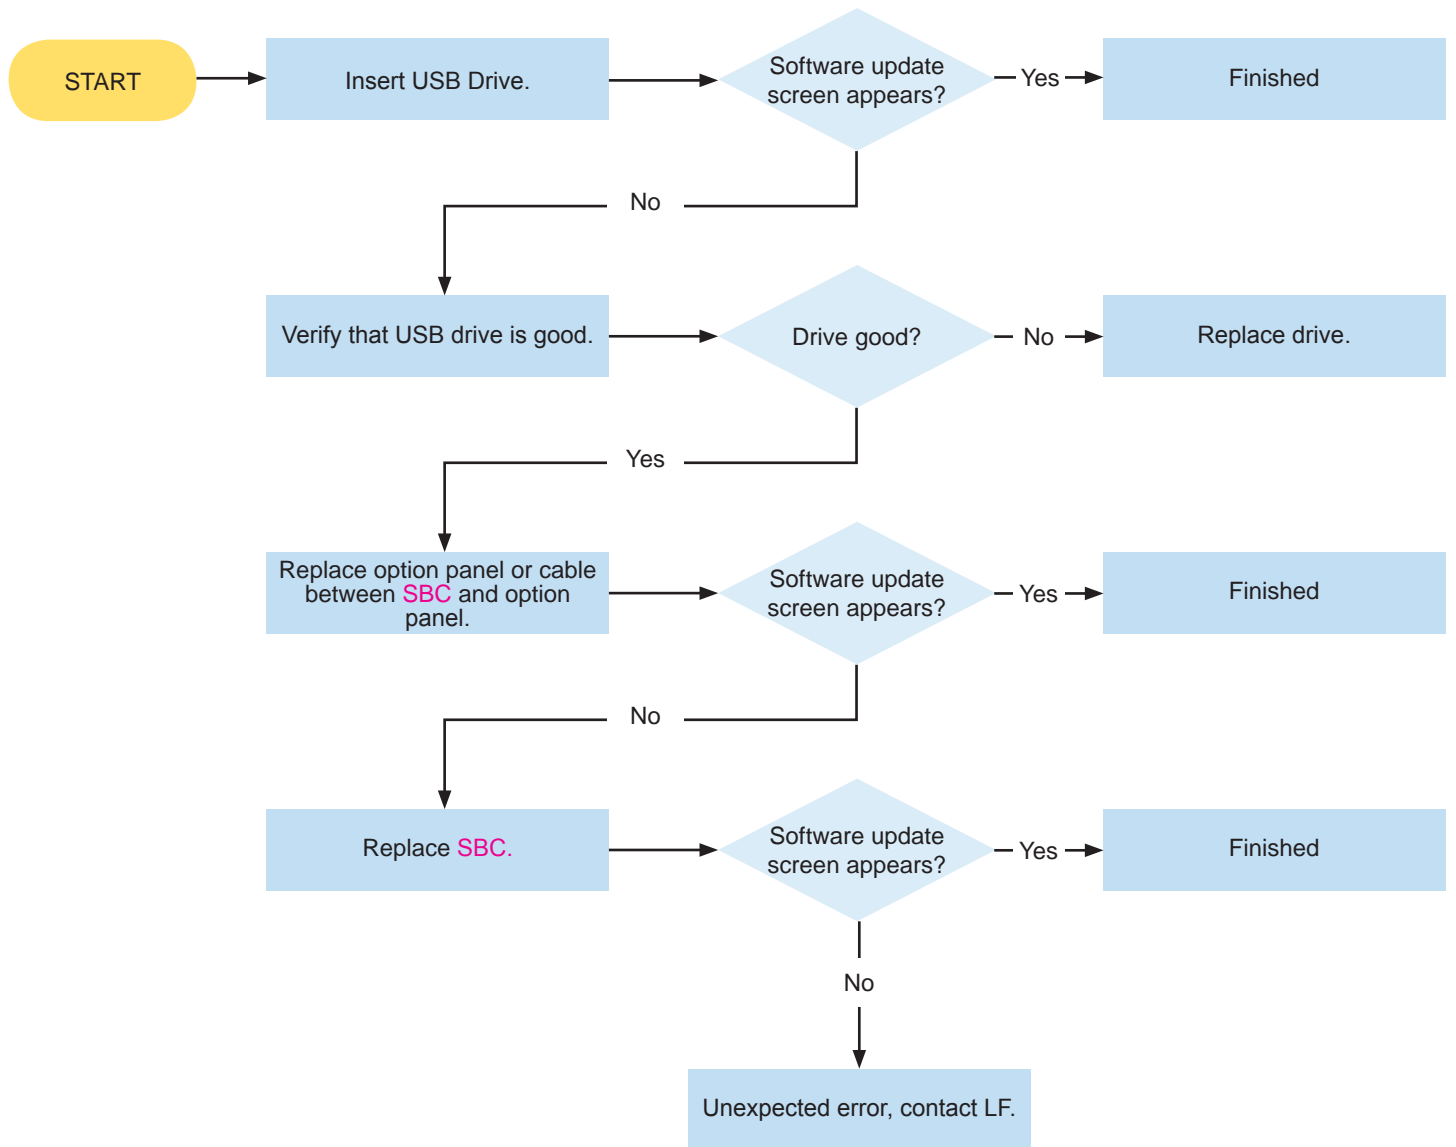 START
Insert USB Drive.
Software update
screen appears?
Yes
Finished
No
Verify that USB drive is good.
Drive good?
No
Replace drive.
Yes
Replace option panel or cable
between SBC and option
panel.
Software update
screen appears?
Yes
Finished
No
Replace SBC.
Software update
screen appears?
Yes
Finished
No
Unexpected error, contact LF.